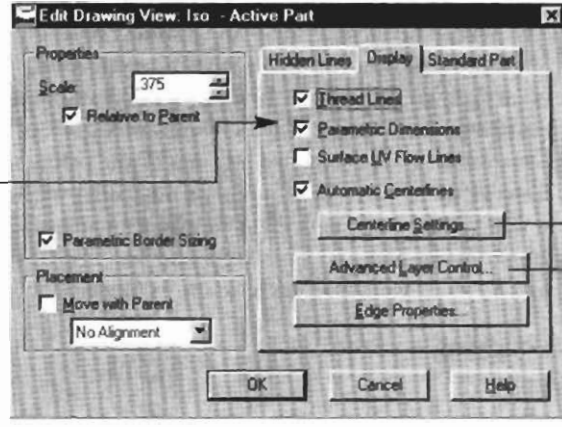 Edit Drawing View: Iso - Active Part
Properties
Scale: 375
Relative to Parent
Parametric Border Sizing
Placement
Move with Parent
No Alignment
Hidden Lines Display Standard Part
Thread Lines
Parametric Dimensions
Surface UV Flow Lines
Automatic Centerlines
Centerline Settings...
Advanced Layer Control...
Edge Properties...
OK Cancel Help